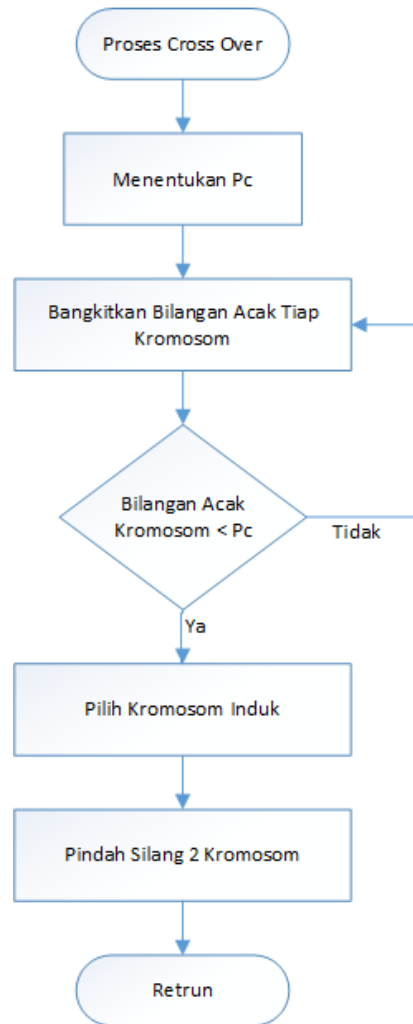 Proses Cross Over
Menentukan Pc
Bangkitkan Bilangan Acak Tiap
Kromosom
Bilangan Acak
Kromosom < Pc
Tidak
Ya
Pilih Kromosom Induk
Pindah Silang 2 Kromosom
Retrun